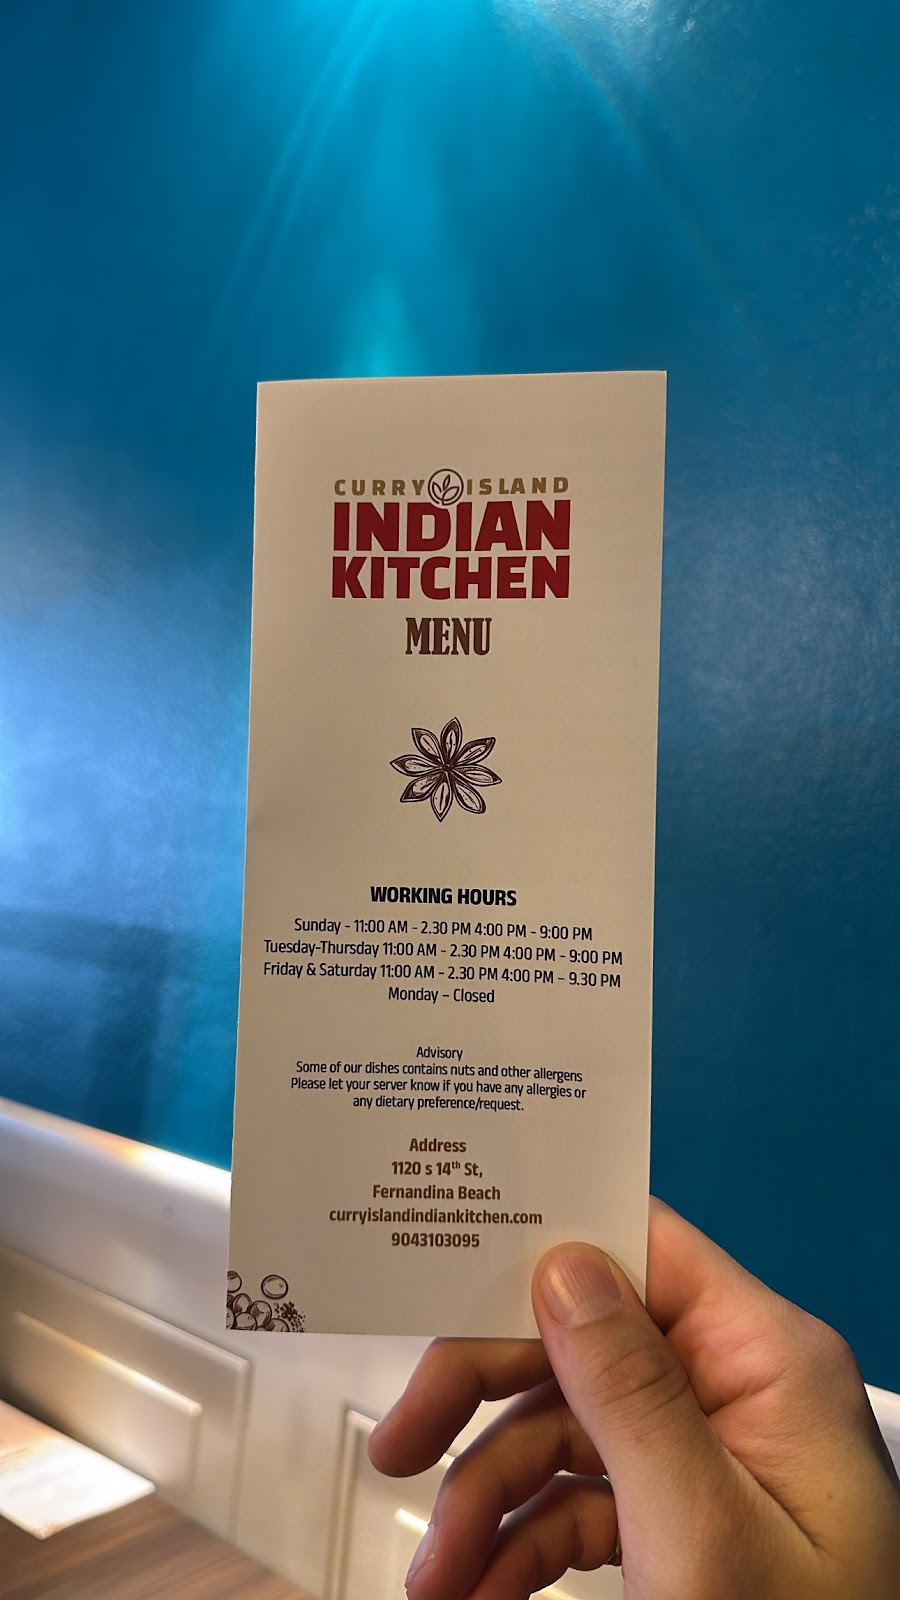 CURRY ISLAND
INDIAN
KITCHEN
MENU
WORKING HOURS
Sunday - 11:00 AM - 2.30 PM 4:00 PM - 9:00 PM
Tuesday-Thursday 11:00 AM - 2.30 PM 4:00 PM - 9:00 PM
Friday & Saturday 11:00 AM - 2.30 PM 4:00 PM – 9.30 PM
Monday – Closed
Advisory
Some of our dishes contains nuts and other allergens
Please let your server know if you have any allergies or
any dietary preference/request.
Address
1120 s 14th St,
Fernandina Beach
curryislandindiankitchen.com
9043103095